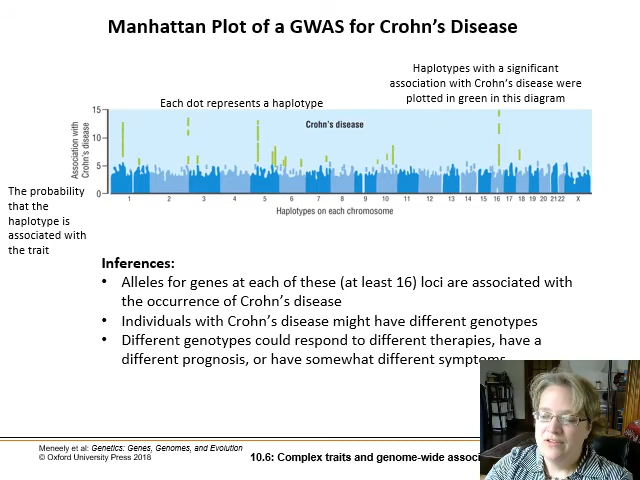 Manhattan Plot of a GWAS for Crohn's Disease
Haplotypes with a significant
association with Crohn's disease were
plotted in green in this diagram
Each dot represents a haplotype
Crohn's disease
Association with
Crohn's disease
15
10
5
0
1 2 3 4 5 6 7 8 9 10 11 12 13 14 15 16 17 18 19 20 21 22 X
Haplotypes on each chromosome
The probability
that the
haplotype is
associated with
the trait
Inferences:
• Alleles for genes at each of these (at least 16) loci are associated with
the occurrence of Crohn's disease
• Individuals with Crohn's disease might have different genotypes
• Different genotypes could respond to different therapies, have a
different prognosis, or have somewhat different symptoms
Meneely et al: Genetics: Genes, Genomes, and Evolution
© Oxford University Press 2018
10.6: Complex traits and genome-wide associ